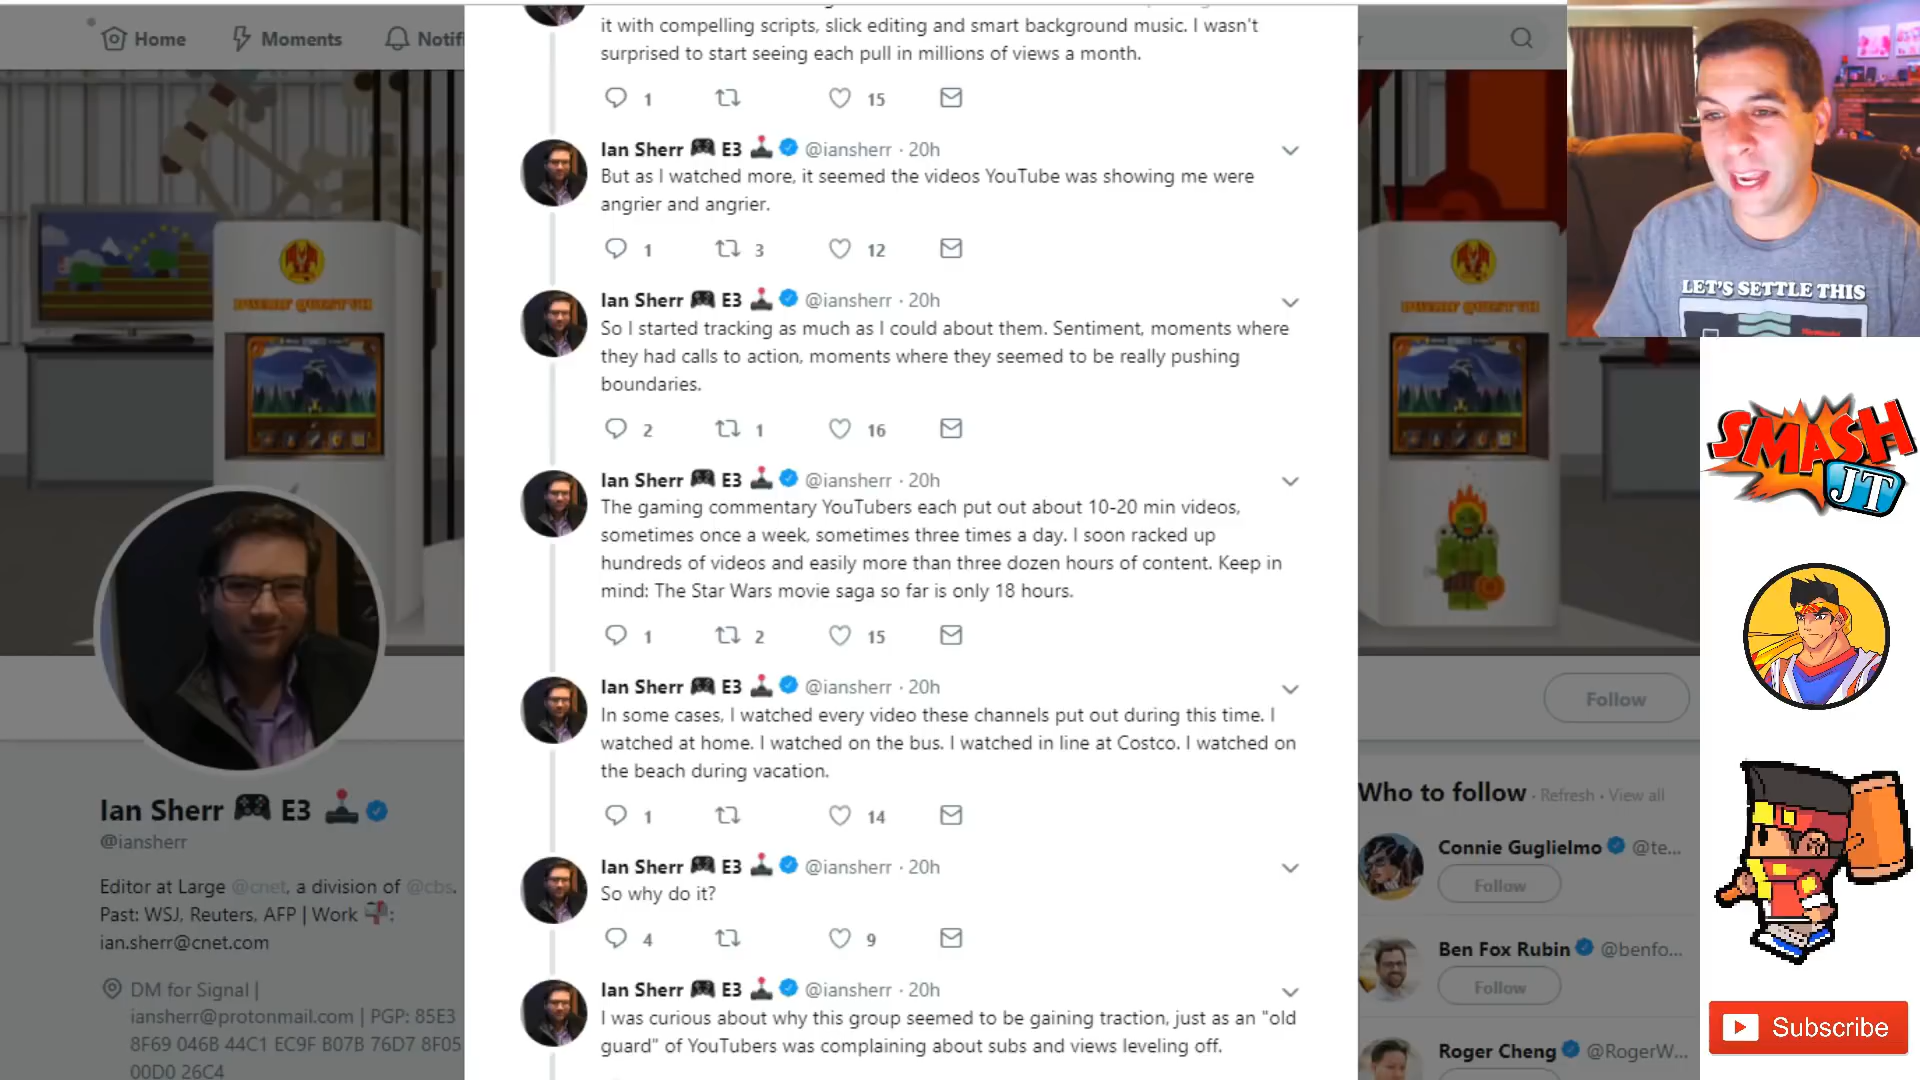 Home
Moments
Notifi
it with compelling scripts, slick editing and smart background music. I wasn't
surprised to start seeing each pull in millions of views a month.
1 15
Ian Sherr 🎮 E3 🕹️ @iansherr · 20h
But as I watched more, it seemed the videos YouTube was showing me were
angrier and angrier.
1 3 12
Ian Sherr 🎮 E3 🕹️ @iansherr · 20h
So I started tracking as much as I could about them. Sentiment, moments where
they had calls to action, moments where they seemed to be really pushing
boundaries.
2 1 16
Ian Sherr 🎮 E3 🕹️ @iansherr · 20h
The gaming commentary YouTubers each put out about 10-20 min videos,
sometimes once a week, sometimes three times a day. I soon racked up
hundreds of videos and easily more than three dozen hours of content. Keep in
mind: The Star Wars movie saga so far is only 18 hours.
1 2 15
Ian Sherr 🎮 E3 🕹️ @iansherr · 20h
In some cases, I watched every video these channels put out during this time. I
watched at home. I watched on the bus. I watched in line at Costco. I watched on
the beach during vacation.
1 14
Ian Sherr 🎮 E3 🕹️ @iansherr · 20h
So why do it?
4 9
Ian Sherr 🎮 E3 🕹️ @iansherr · 20h
I was curious about why this group seemed to be gaining traction, just as an "old
guard" of YouTubers was complaining about subs and views leveling off.
Ian Sherr 🎮 E3 🕹️
@iansherr
Editor at Large @cnet, a division of @cbs.
Past: WSJ, Reuters, AFP | Work 📬:
ian.sherr@cnet.com
DM for Signal |
iansherr@protonmail.com | PGP: 85E3
8F69 046B 44C1 EC9F B07B 76D7 8F05
00D0 26C4
Follow
Who to follow · Refresh · View all
Connie Guglielmo @te...
Follow
Ben Fox Rubin @benfo...
Follow
Roger Cheng @RogerW...
LET'S SETTLE THIS
SMASH
JT
Subscribe